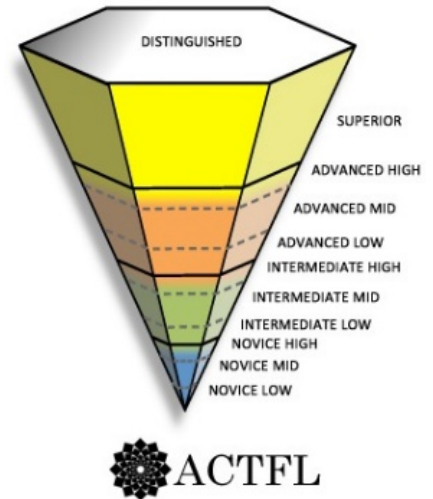 DISTINGUISHED
SUPERIOR
ADVANCED HIGH
ADVANCED MID
ADVANCED LOW
INTERMEDIATE HIGH
INTERMEDIATE MID
INTERMEDIATE LOW
NOVICE HIGH
NOVICE MID
NOVICE LOW
ACTFL